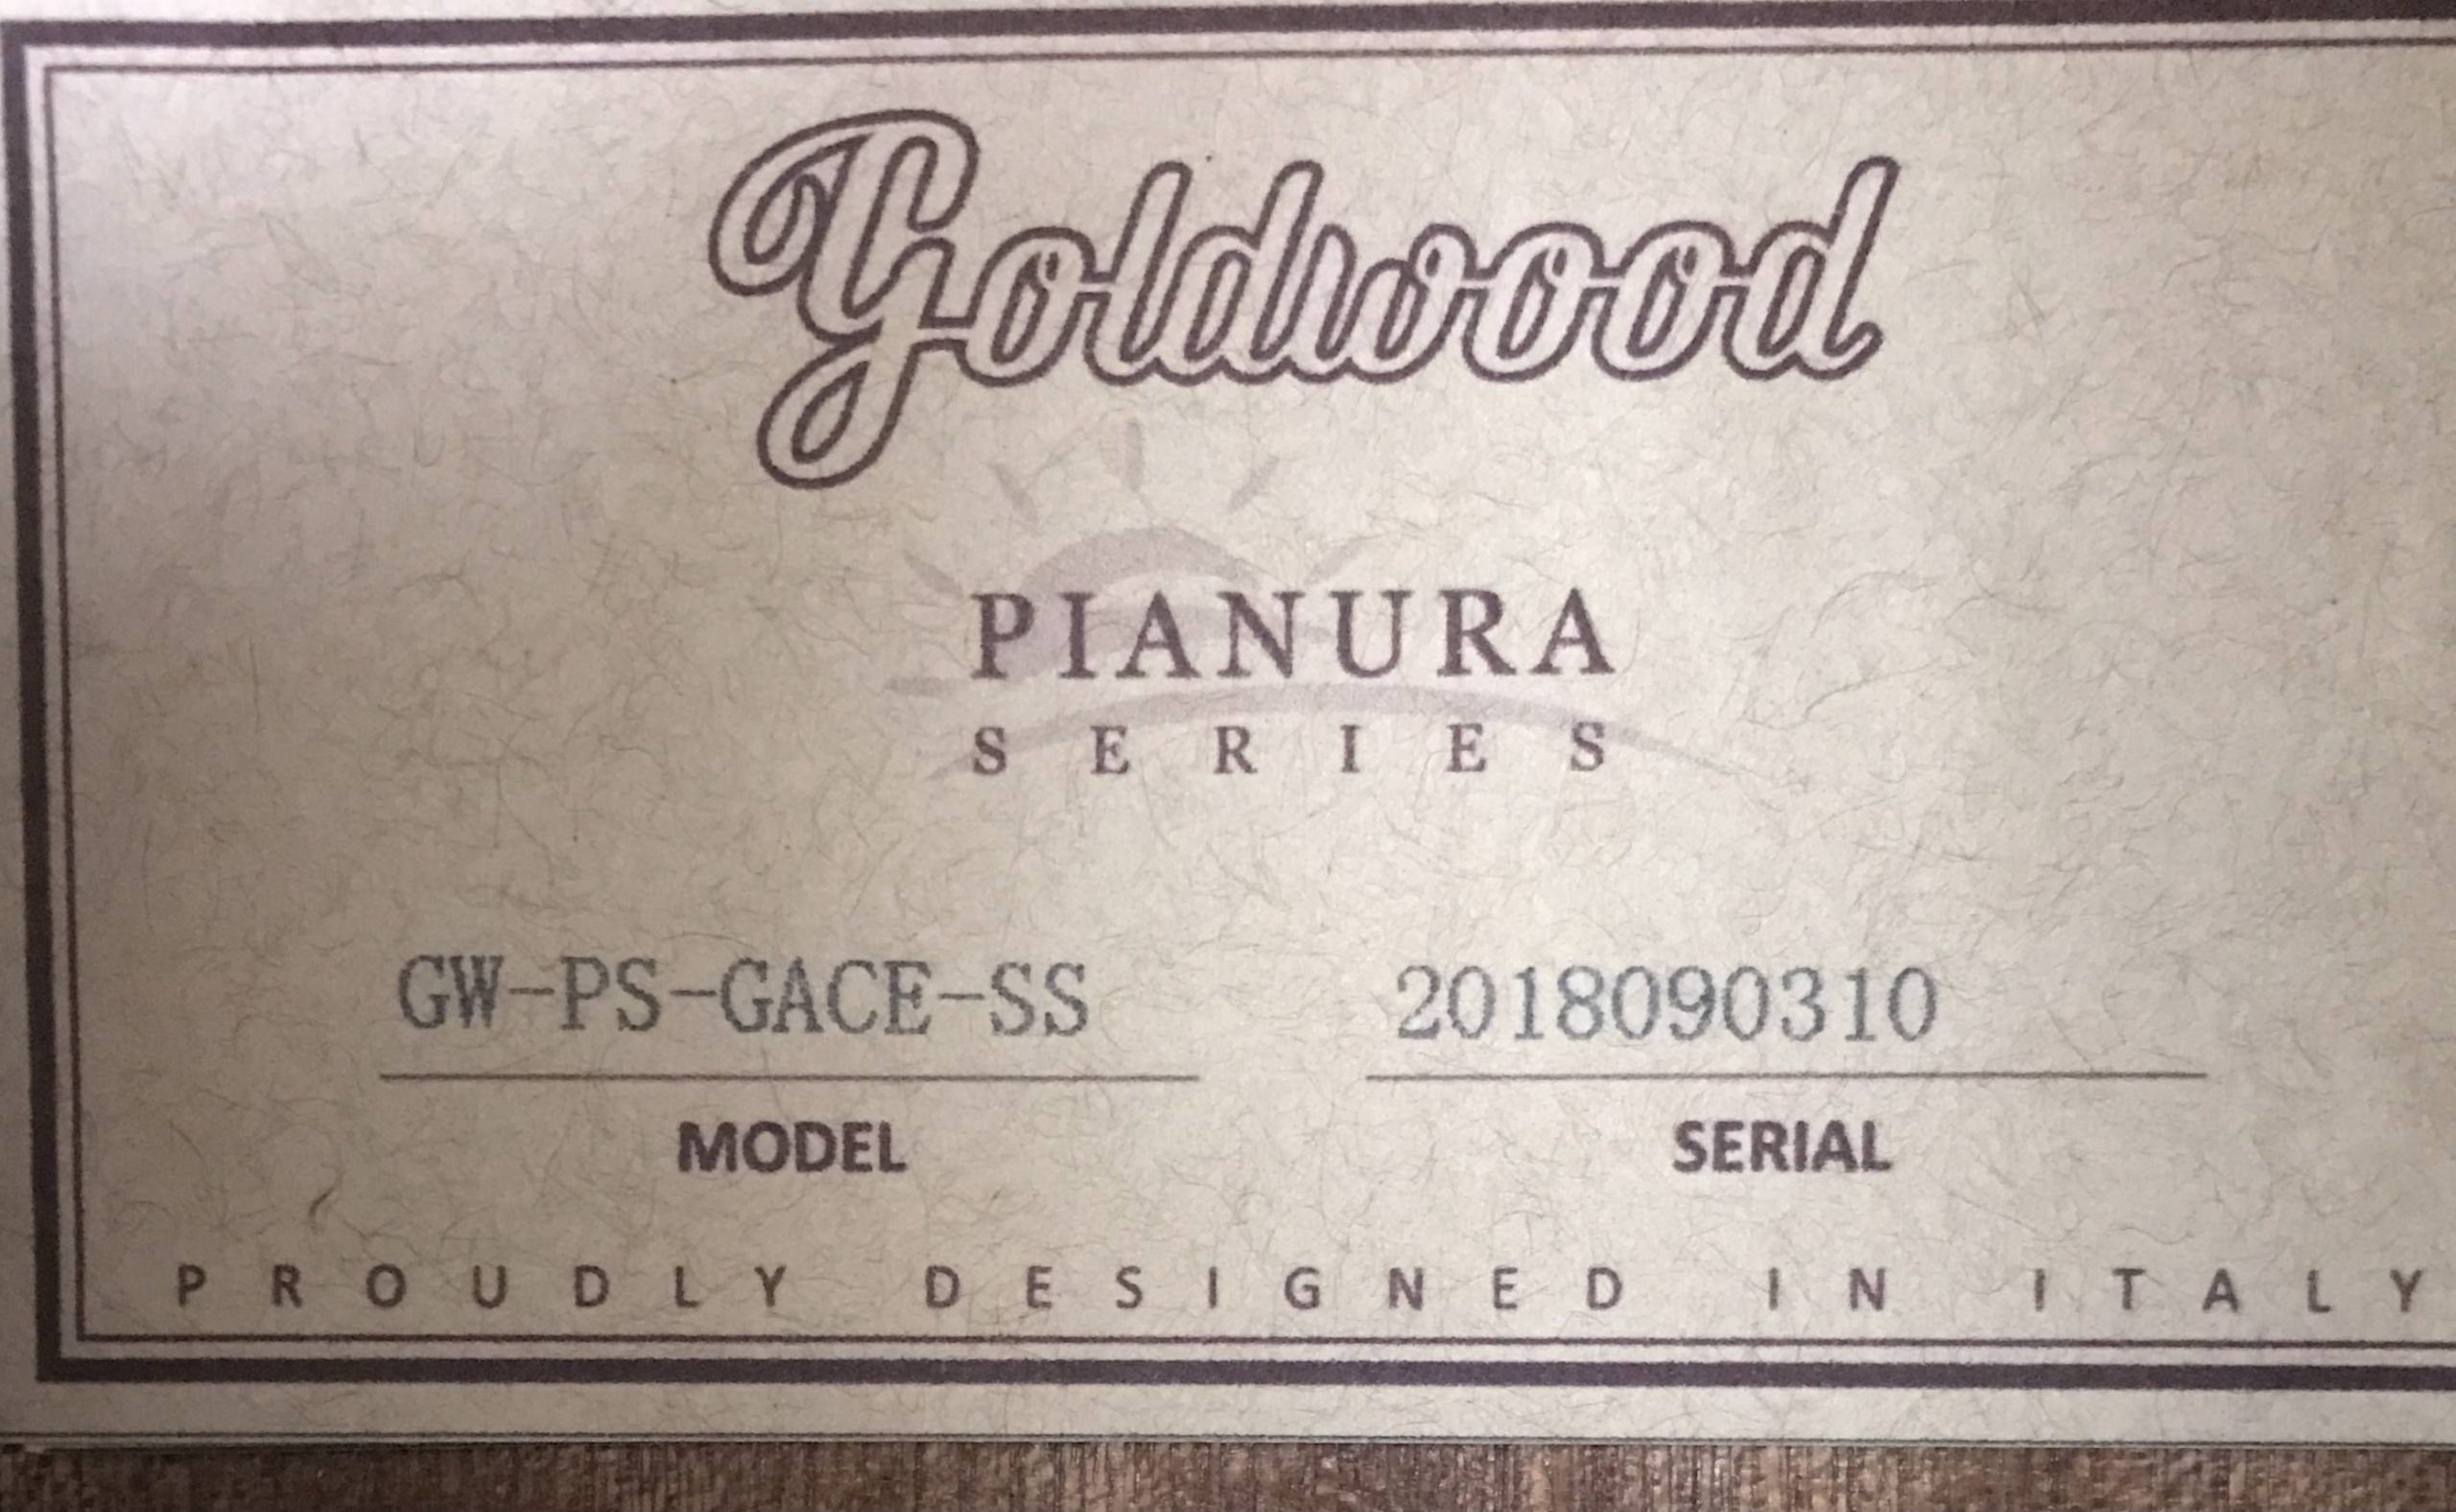 Goldwood
PIANURA
SERIES
GW-PS-GACE-SS 2018090310
MODEL SERIAL
PROUDLY DESIGNED IN ITALY